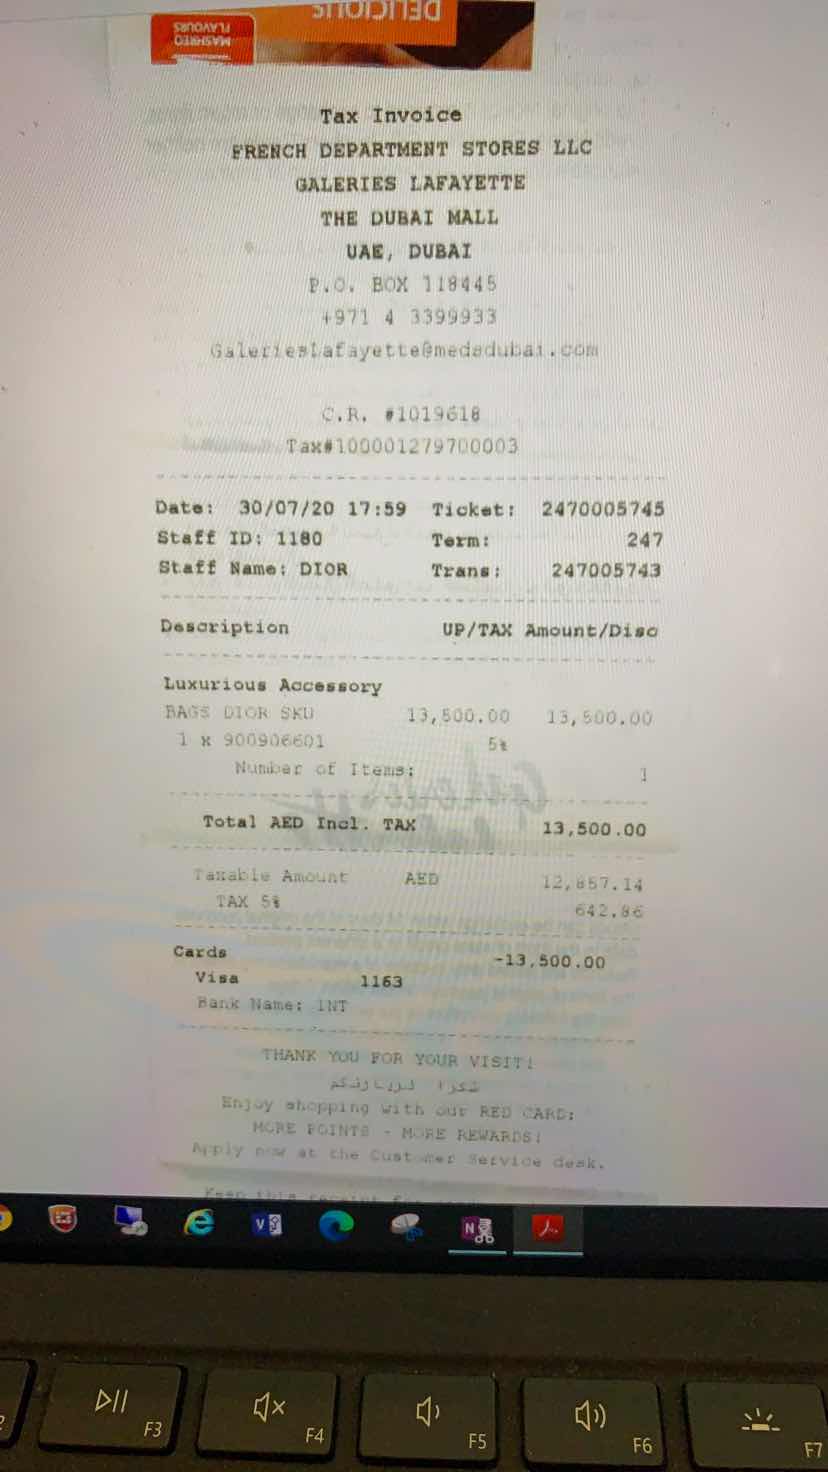 DELICIOUS
MASHREQ
FLAVOURS
Tax Invoice
FRENCH DEPARTMENT STORES LLC
GALERIES LAFAYETTE
THE DUBAI MALL
UAE, DUBAI
P.O. BOX 118445
+971 4 3399933
GaleriesLafayette@medadubai.com
C.R. #1019618
Tax#100001279700003
Date: 30/07/20 17:59 Ticket: 2470005745
Staff ID: 1180 Term: 247
Staff Name: DIOR Trans: 247005743
Description UP/TAX Amount/Disc
Luxurious Accessory
BAGS DIOR SKU 13,500.00 13,500.00
1 x 900906601 5%
Number of Items: 1
Total AED Incl. TAX 13,500.00
Taxable Amount AED 12,857.14
TAX 5% 642.86
Cards -13,500.00
Visa 1163
Bank Name: INT
THANK YOU FOR YOUR VISIT!
شكرا لزيارتكم
Enjoy shopping with our RED CARD:
MORE POINTS - MORE REWARDS!
Apply now at the Customer Service desk.
Keep this receipt
F3 F4 F5 F6 F7